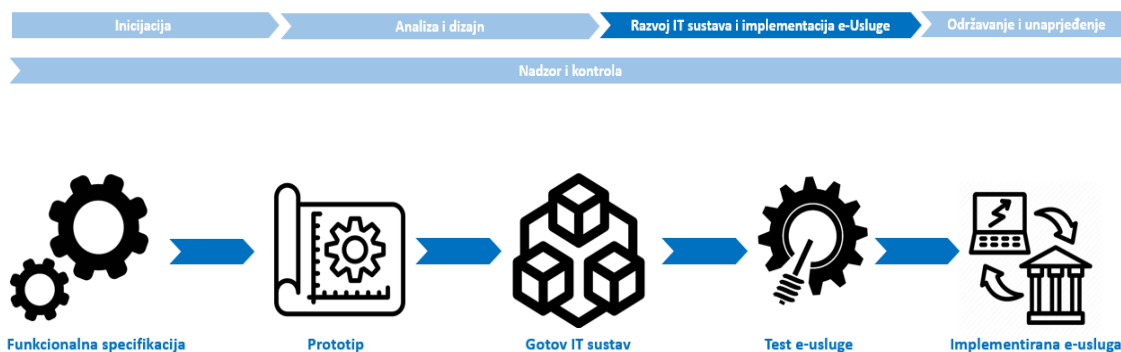 Inicijacija
Analiza i dizajn
Razvoj IT sustava i implementacija e-Usluge
Održavanje i unaprjeđenje
Nadzor i kontrola
Funkcionalna specifikacija
Prototip
Gotov IT sustav
Test e-usluge
Implementirana e-usluga